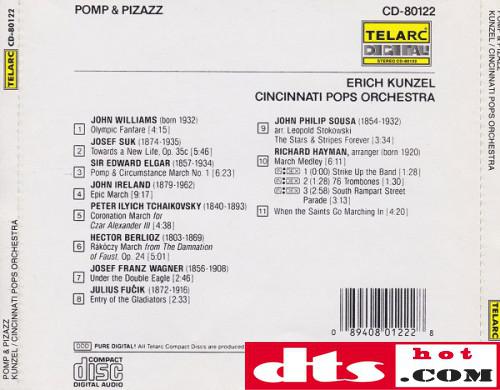 POMP & PIZAZZ
CD-80122
TELARC
DIGITAL
STEREO CD-80122
ERICH KUNZEL
CINCINNATI POPS ORCHESTRA
JOHN WILLIAMS (born 1932)
1 Olympic Fanfare [4:15]
JOSEF SUK (1874-1935)
2 Towards a New Life, Op. 35c [5:46]
SIR EDWARD ELGAR (1857-1934)
3 Pomp & Circumstance March No. 1 [6:23]
JOHN IRELAND (1879-1962)
4 Epic March [9:17]
PETER ILYICH TCHAIKOVSKY (1840-1893)
5 Coronation March for
Czar Alexander III [4:38]
HECTOR BERLIOZ (1803-1869)
6 Rákóczy March from The Damnation
of Faust, Op. 24 [5:01]
JOSEF FRANZ WAGNER (1856-1908)
7 Under the Double Eagle [2:46]
JULIUS FUČIK (1872-1916)
8 Entry of the Gladiators [2:33]
JOHN PHILIP SOUSA (1854-1932)
9 arr. Leopold Stokowski
The Stars & Stripes Forever [3:34]
RICHARD HAYMAN, arranger (born 1920)
10 March Medley [6:11]
1 (0:00) Strike Up the Band
2 (1:28) 76 Trombones
3 (2:58) South Rampart Street
Parade [3:13]
11 When the Saints Go Marching In [4:20]
DDD PURE DIGITAL! All Telarc Compact Discs are produced
COMPACT
disc
DIGITAL AUDIO
0 89408 01222 8
dts hot
.COM
TELARC CD-80122
POMP & PIZAZZ
KUNZEL / CINCINNATI POPS ORCHESTRA
TELARC
POMP & PIZAZZ
KUNZEL / CINCINNATI POPS ORCHESTRA